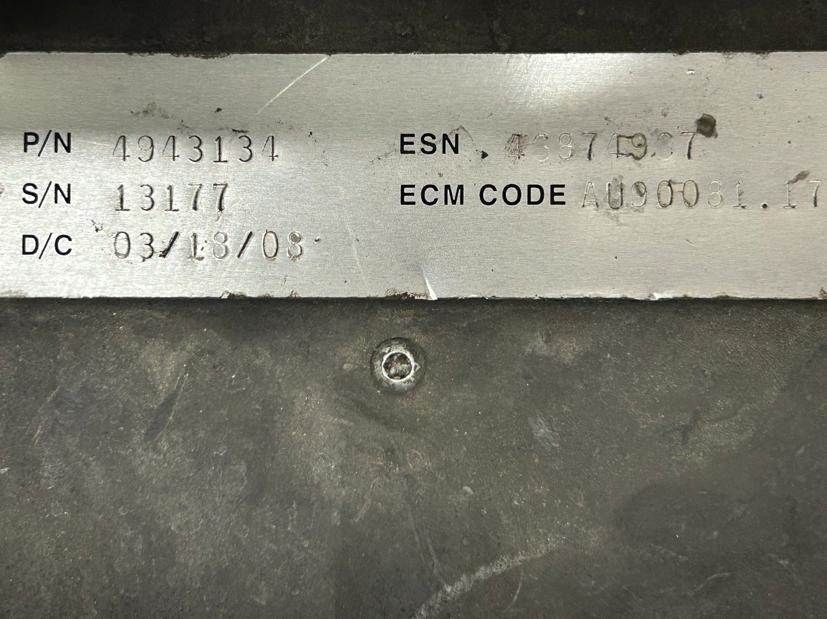 P/N 4943134 ESN
S/N 13177 ECM CODE AU90081.17
D/C 03/18/08